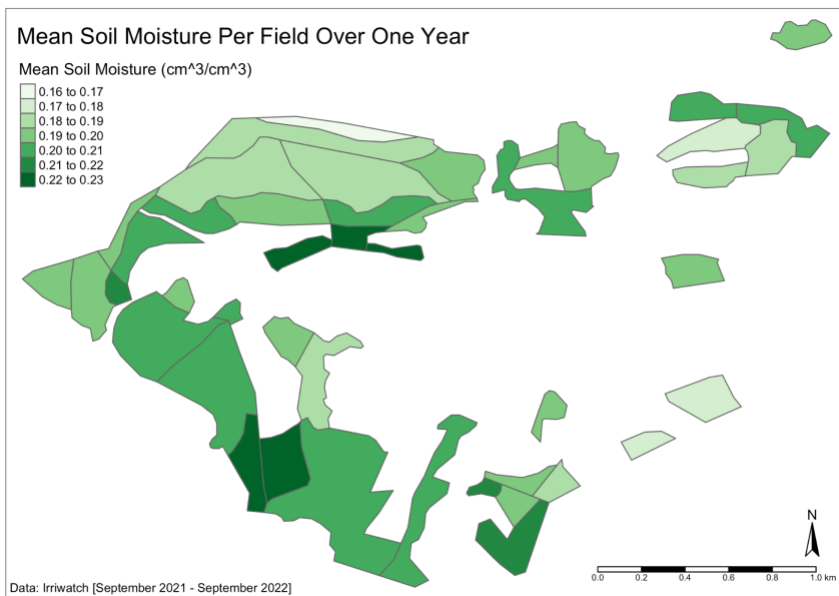 Mean Soil Moisture Per Field Over One Year
Mean Soil Moisture (cm^3/cm^3)
0.16 to 0.17
0.17 to 0.18
0.18 to 0.19
0.19 to 0.20
0.20 to 0.21
0.21 to 0.22
0.22 to 0.23
N
0.0 0.2 0.4 0.6 0.8 1.0 km
Data: Irriwatch [September 2021 - September 2022]